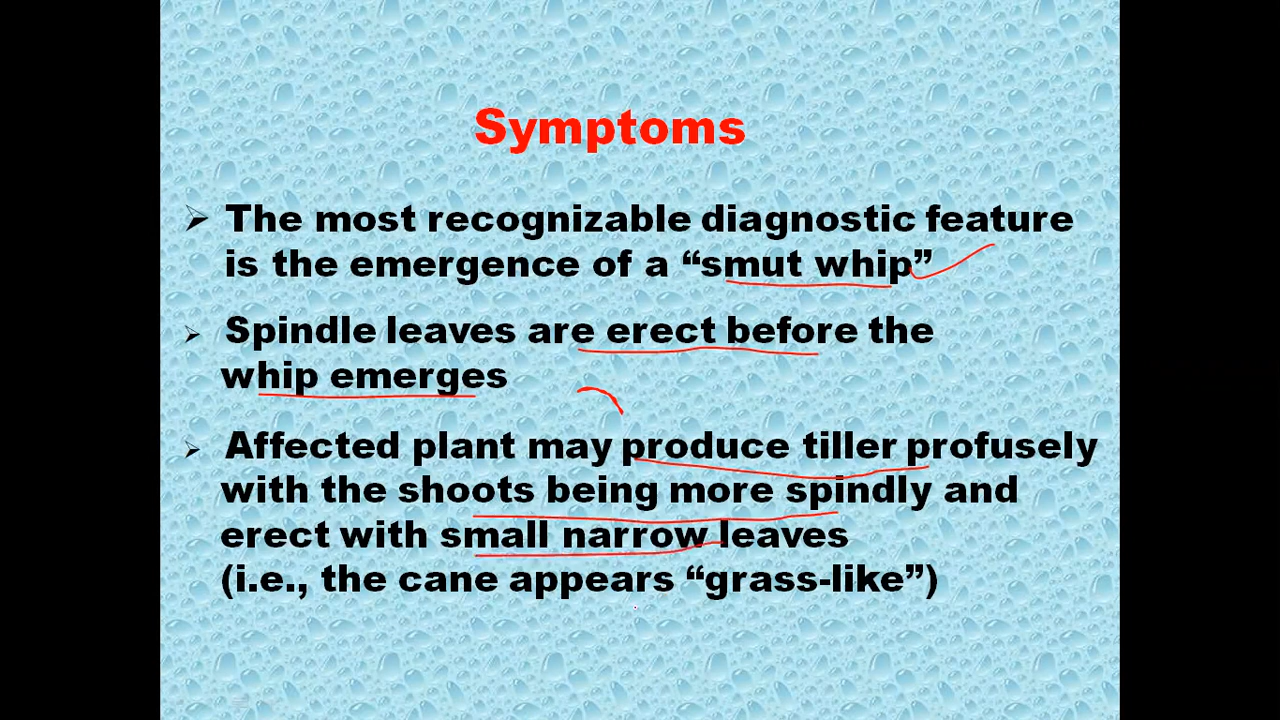 Symptoms
The most recognizable diagnostic feature
is the emergence of a “smut whip”
Spindle leaves are erect before the
whip emerges
Affected plant may produce tiller profusely
with the shoots being more spindly and
erect with small narrow leaves
(i.e., the cane appears “grass-like”)